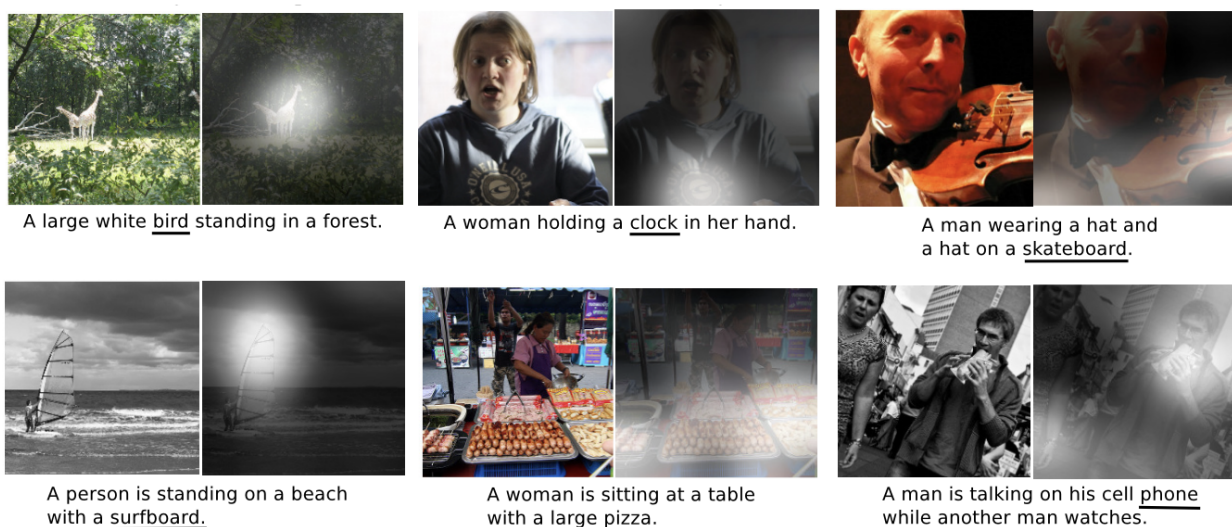 A large white bird standing in a forest.
A woman holding a clock in her hand.
A man wearing a hat and
a hat on a skateboard.
A person is standing on a beach
with a surfboard.
A woman is sitting at a table
with a large pizza.
A man is talking on his cell phone
while another man watches.